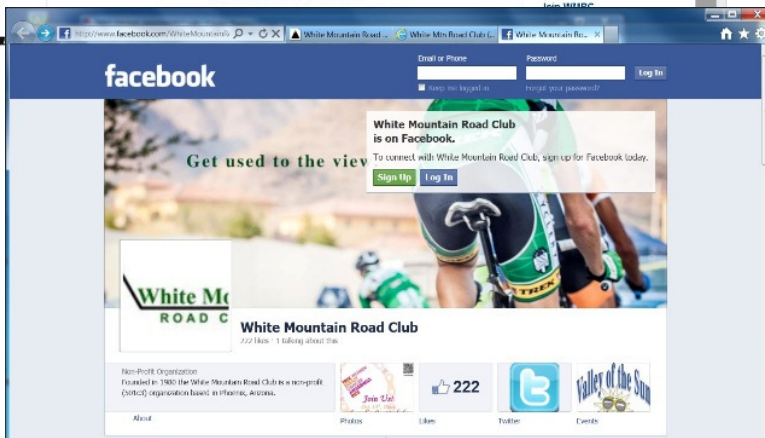 Join WMRC
http://www.facebook.com/WhiteMountainR
White Mountain Road ...
White Mtn Road Club (...
White Mountain Ro...
facebook
Email or Phone
Password
Log In
Keep me logged in
Forgot your password?
White Mountain Road Club
is on Facebook.
To connect with White Mountain Road Club, sign up for Facebook today.
Sign Up
Log In
Get used to the view
TREK
White Mo
ROAD C
White Mountain Road Club
222 likes · 1 talking about this
Non-Profit Organization
Founded in 1980 the White Mountain Road Club is a non-profit
(501c3) organization based in Phoenix, Arizona.
About
Join Us!
Photos
222
Likes
Twitter
Valley of the Sun
Events